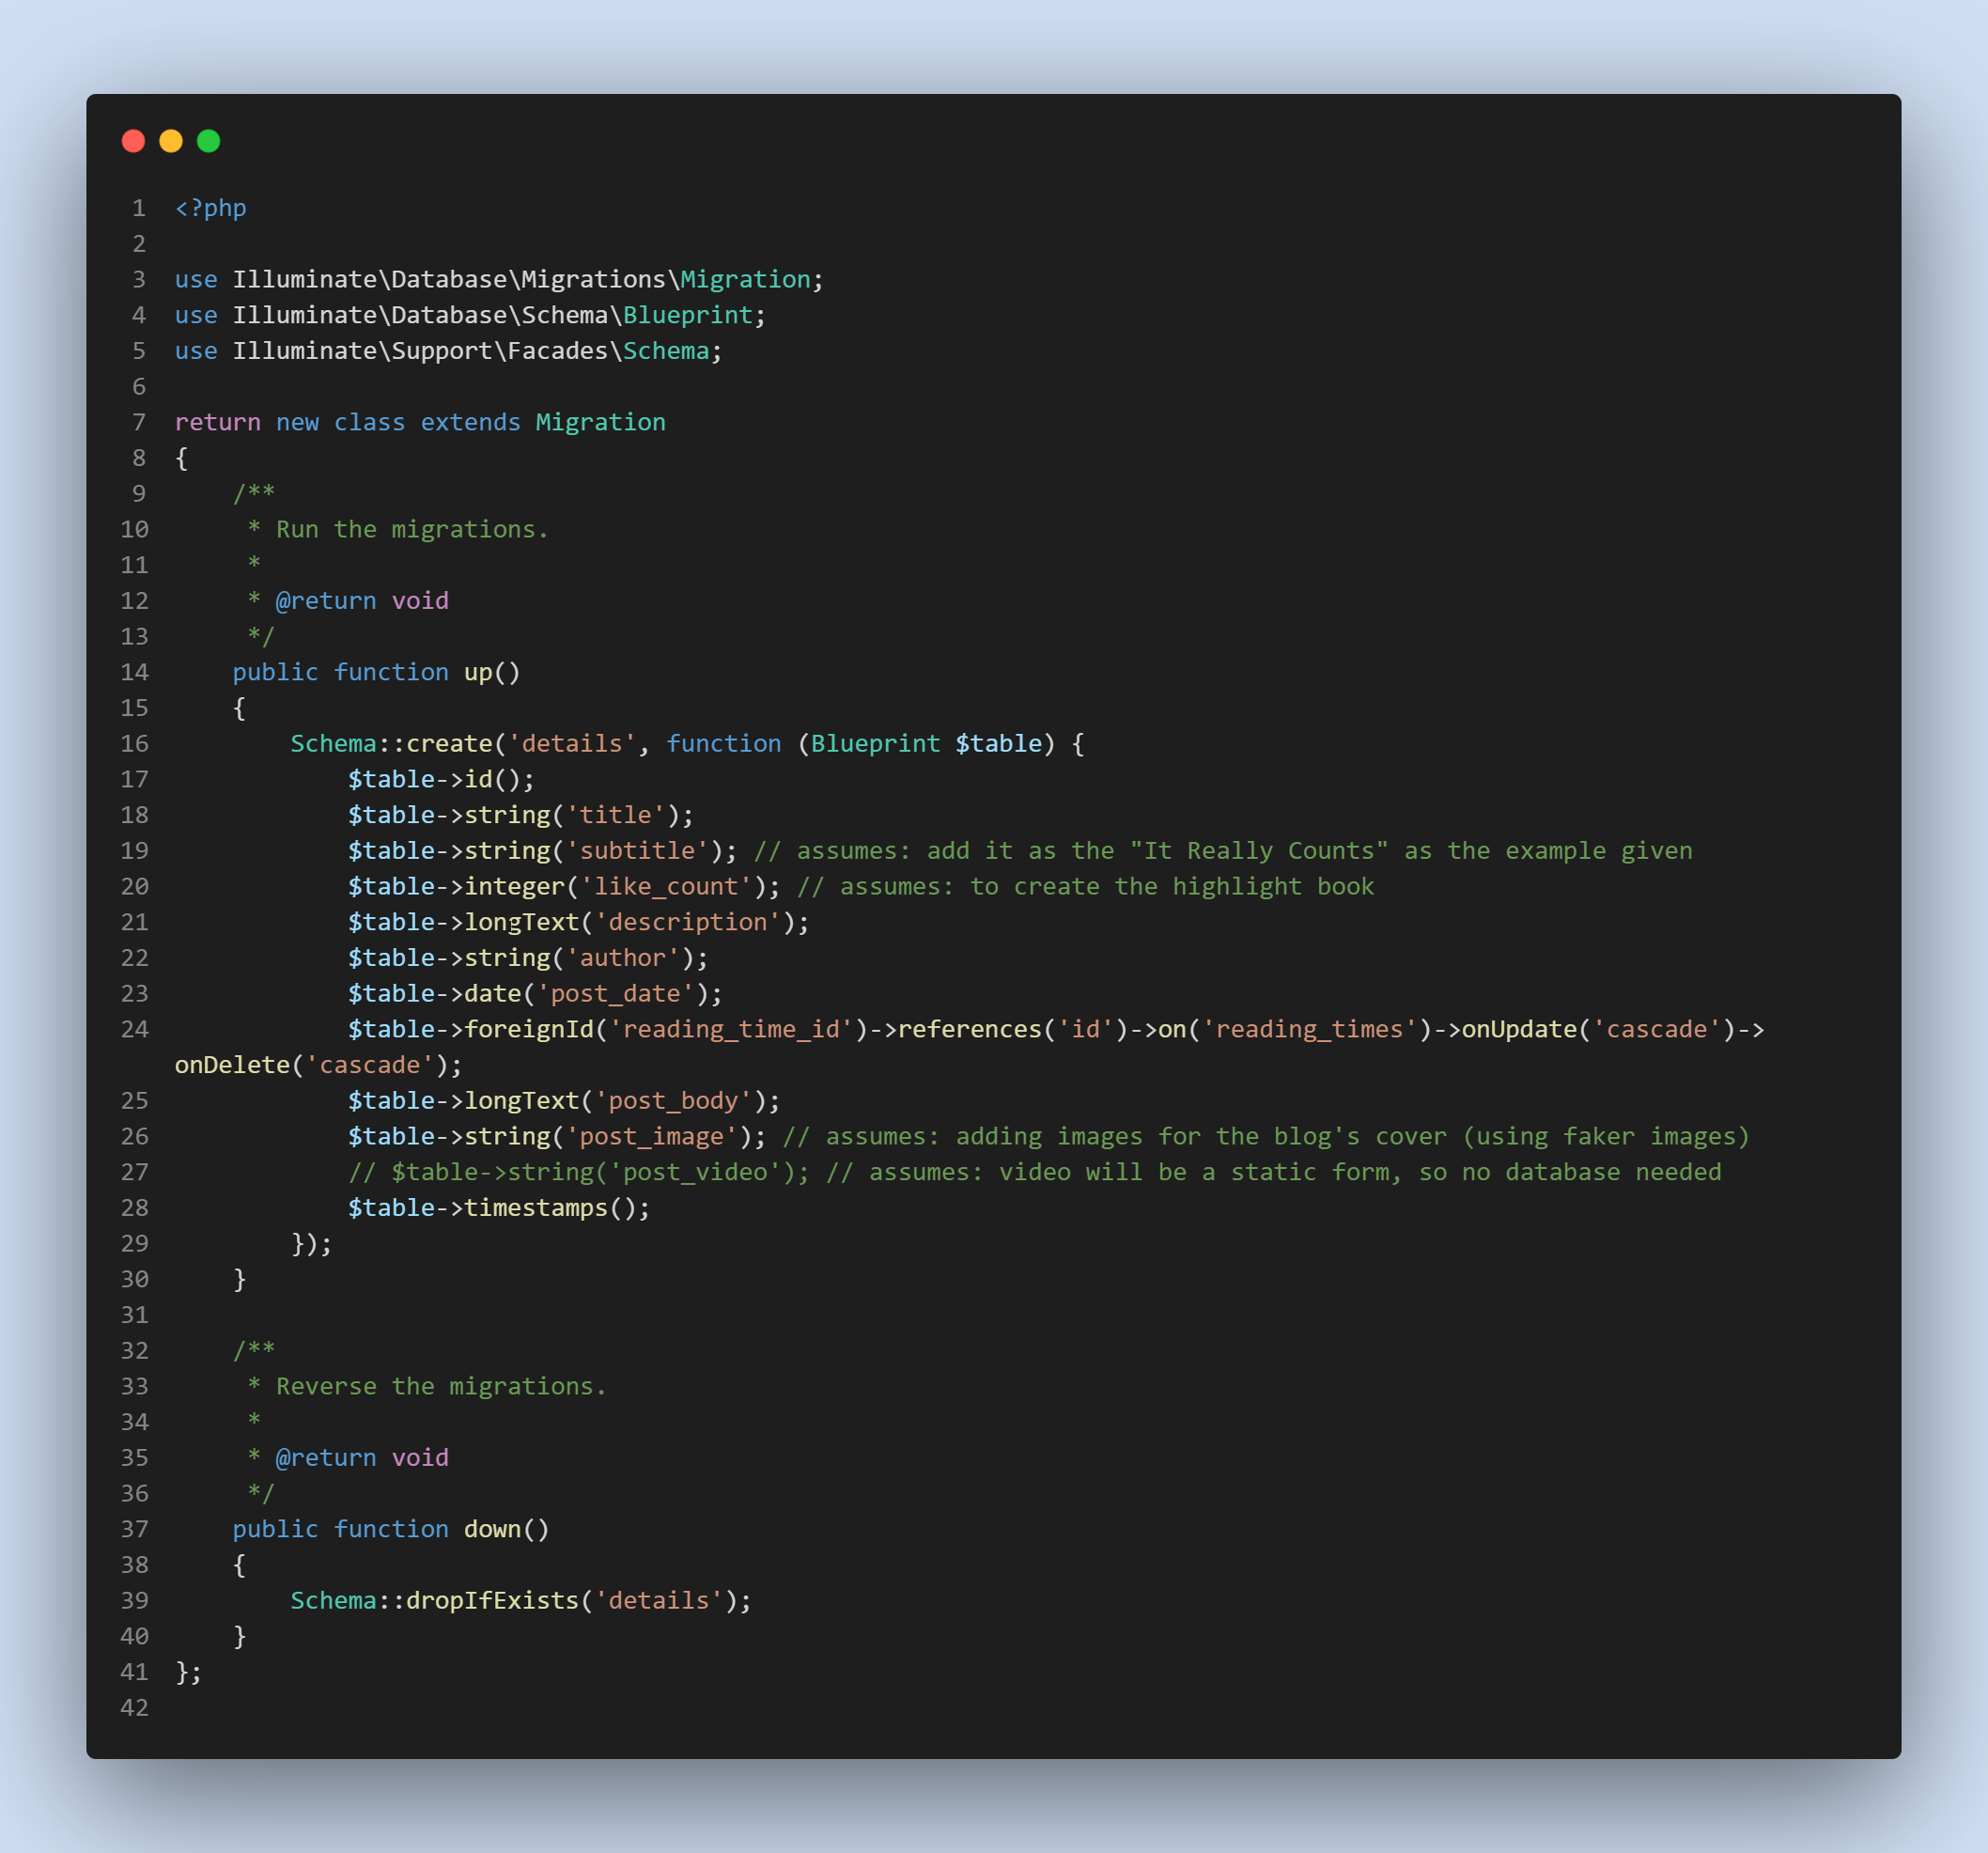 1 <?php
2
3 use Illuminate\Database\Migrations\Migration;
4 use Illuminate\Database\Schema\Blueprint;
5 use Illuminate\Support\Facades\Schema;
6
7 return new class extends Migration
8 {
9     /**
10      * Run the migrations.
11      *
12      * @return void
13      */
14     public function up()
15     {
16         Schema::create('details', function (Blueprint $table) {
17             $table->id();
18             $table->string('title');
19             $table->string('subtitle'); // assumes: add it as the "It Really Counts" as the example given
20             $table->integer('like_count'); // assumes: to create the highlight book
21             $table->longText('description');
22             $table->string('author');
23             $table->date('post_date');
24             $table->foreignId('reading_time_id')->references('id')->on('reading_times')->onUpdate('cascade')->
onDelete('cascade');
25             $table->longText('post_body');
26             $table->string('post_image'); // assumes: adding images for the blog's cover (using faker images)
27             // $table->string('post_video'); // assumes: video will be a static form, so no database needed
28             $table->timestamps();
29         });
30     }
31
32     /**
33      * Reverse the migrations.
34      *
35      * @return void
36      */
37     public function down()
38     {
39         Schema::dropIfExists('details');
40     }
41 };
42